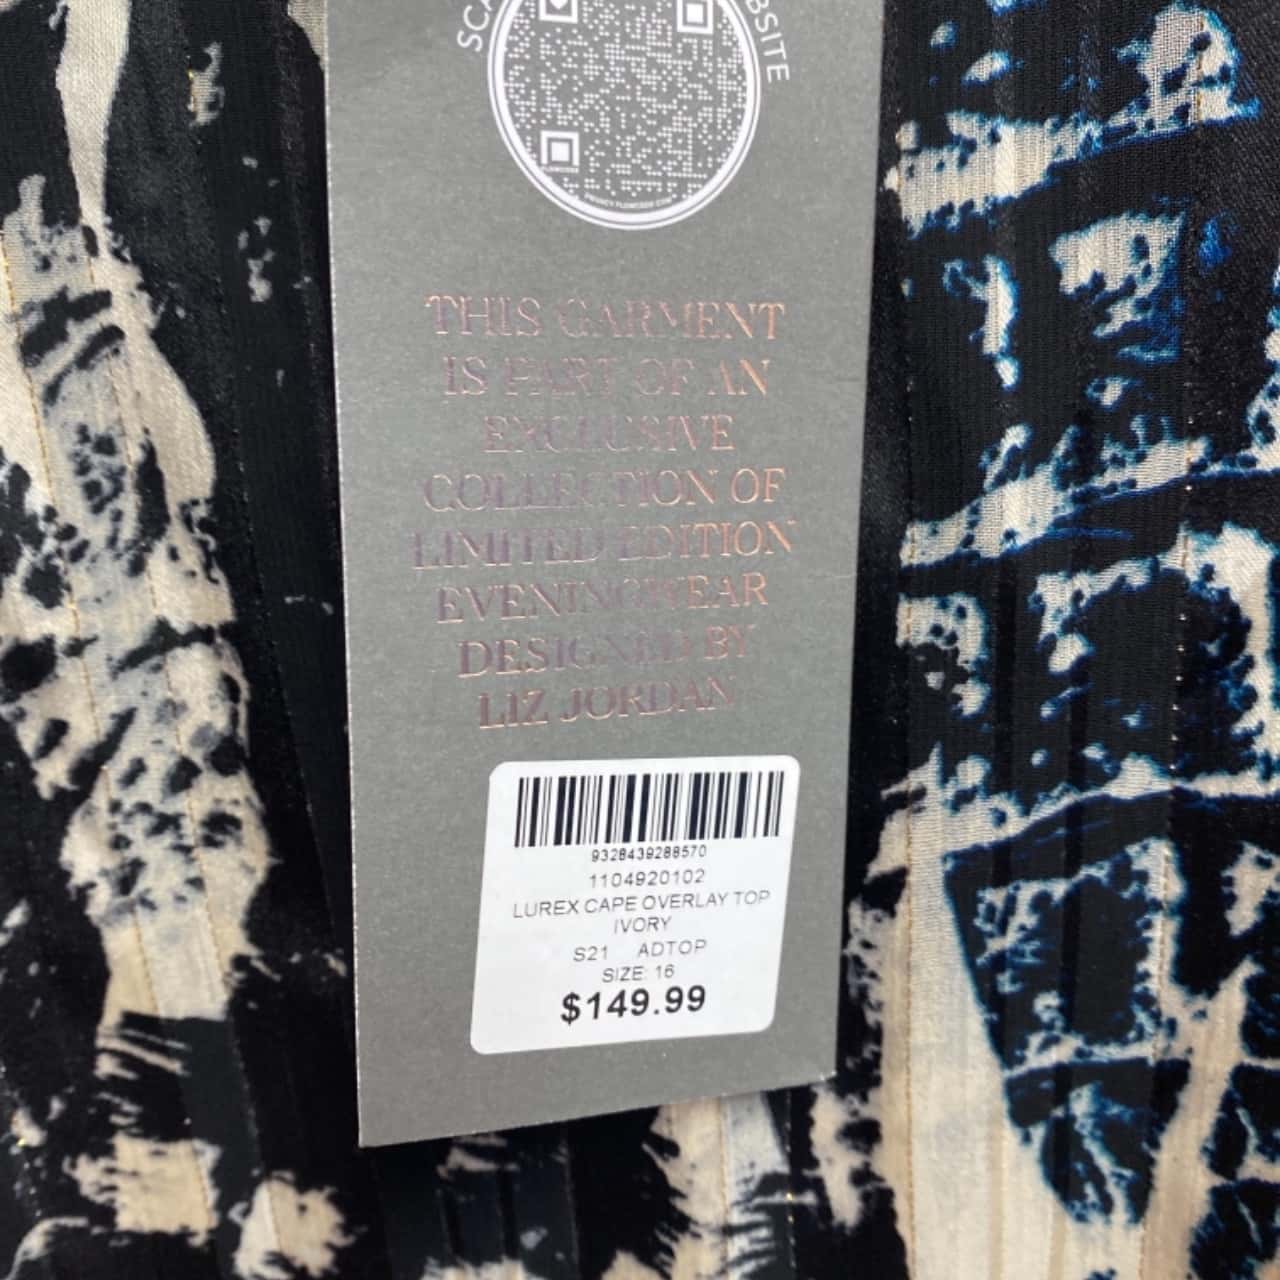 THIS GARMENT
IS PART OF AN
EXCLUSIVE
COLLECTION OF
LIMITED EDITION
EVENINGWEAR
DESIGNED BY
LIZ JORDAN
9328439288570
1104920102
LUREX CAPE OVERLAY TOP
IVORY
S21 ADTOP
SIZE: 16
$149.99